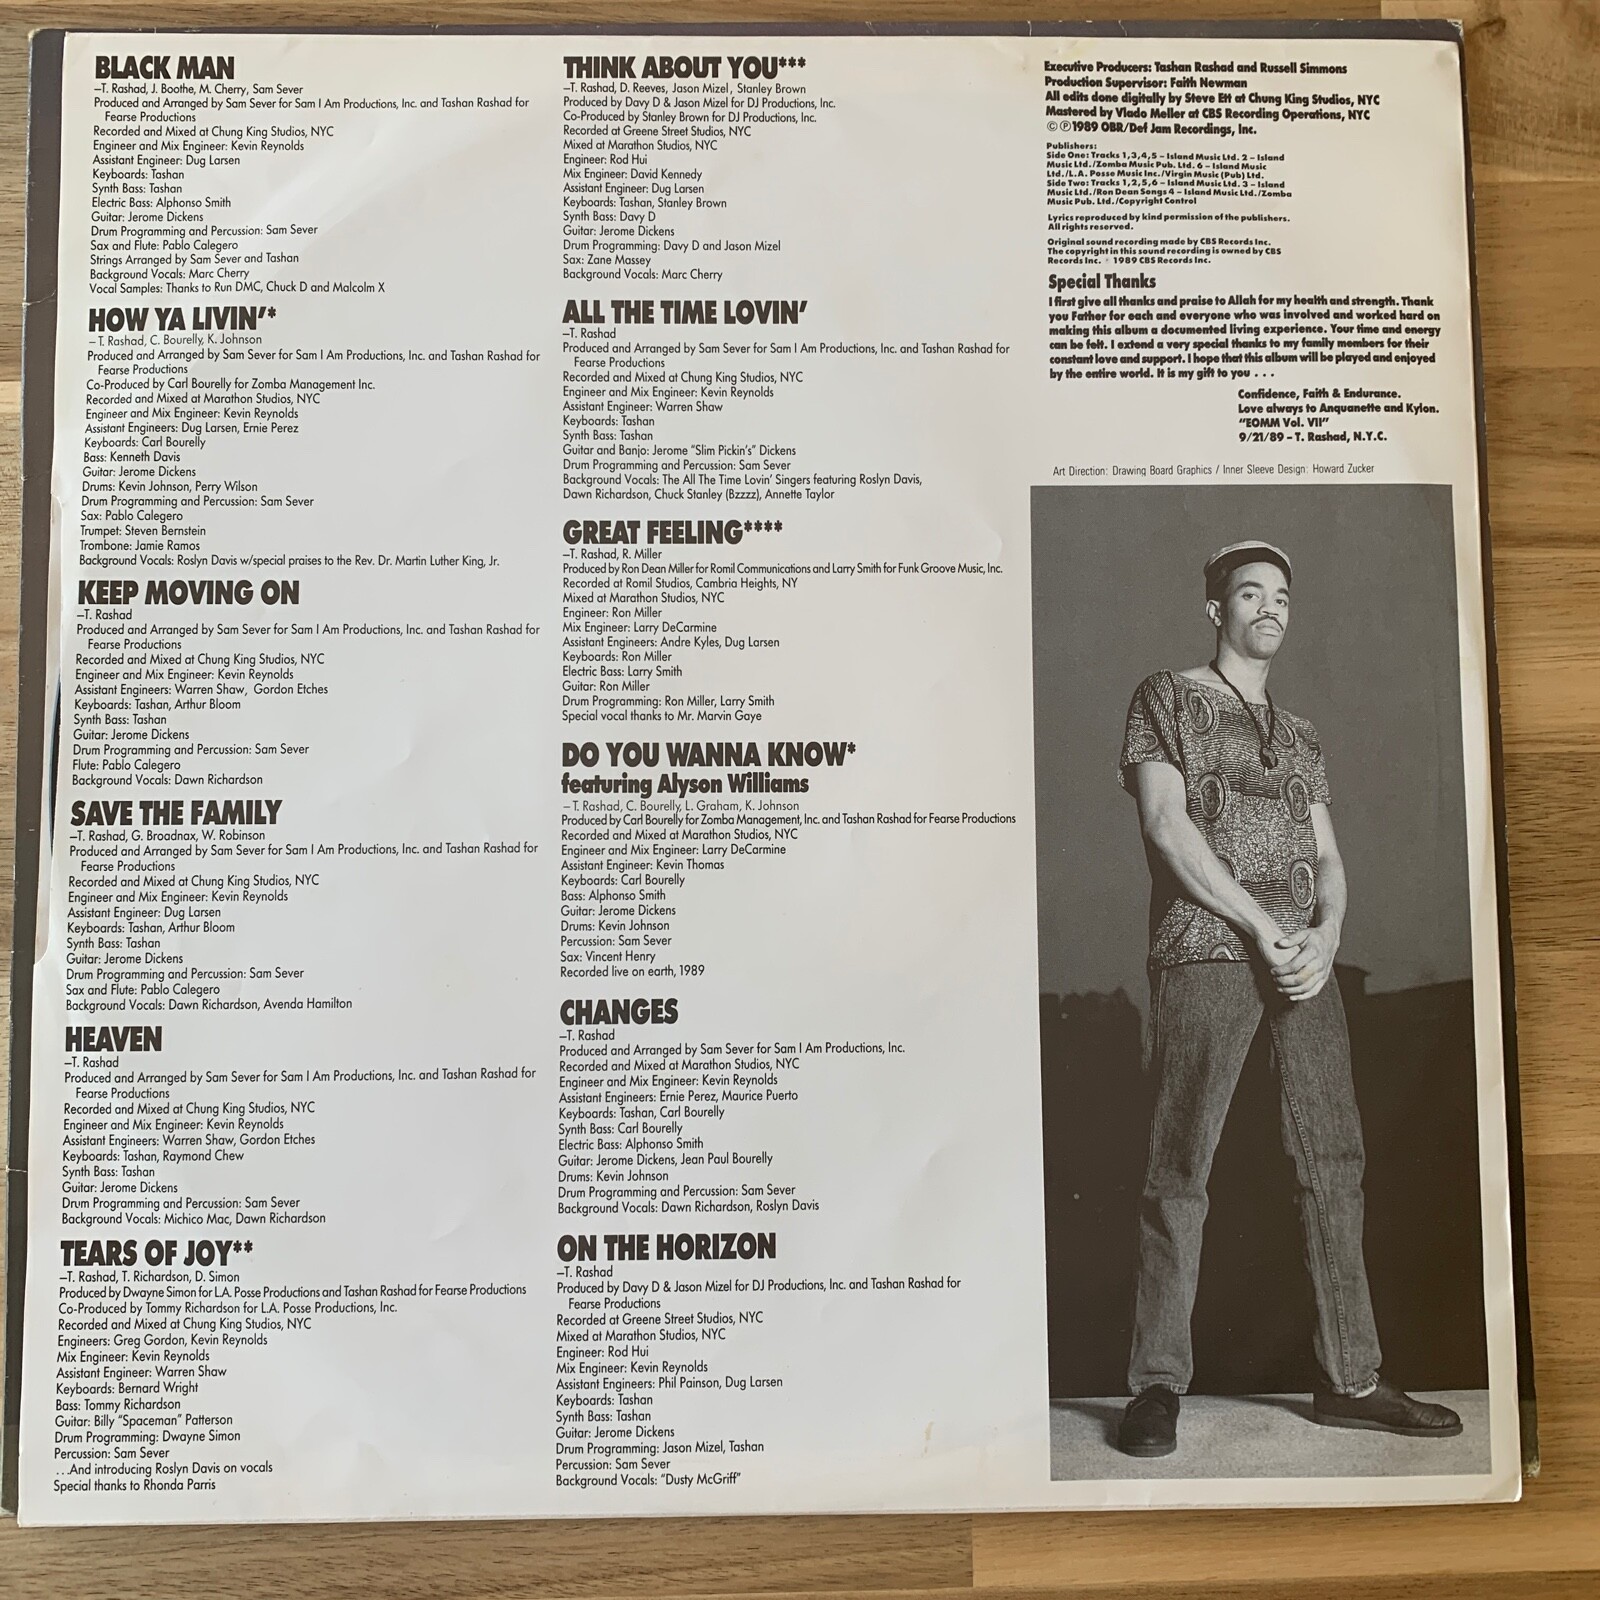 BLACK MAN
–T. Rashad, J. Boothe, M. Cherry, Sam Sever
Produced and Arranged by Sam Sever for Sam I Am Productions, Inc. and Tashan Rashad for
Fearse Productions
Recorded and Mixed at Chung King Studios, NYC
Engineer and Mix Engineer: Kevin Reynolds
Assistant Engineer: Dug Larsen
Keyboards: Tashan
Synth Bass: Tashan
Electric Bass: Alphonso Smith
Guitar: Jerome Dickens
Drum Programming: Sam Sever
Sax and Flute: Pablo Calegero
Strings Arranged by Sam Sever and Tashan
Background Vocals: Marc Cherry
Vocal Samples: Thanks to Run DMC, Chuck D and Malcolm X
HOW YA LIVIN'*
– T. Rashad, C. Bourelly, K. Johnson
Produced and Arranged by Sam Sever for Sam I Am Productions, Inc. and Tashan Rashad for
Fearse Productions
Co-Produced by Carl Bourelly for Zomba Management Inc.
Recorded and Mixed at Marathon Studios, NYC
Engineer and Mix Engineer: Kevin Reynolds
Assistant Engineers: Dug Larsen, Ernie Perez
Keyboards: Carl Bourelly
Bass: Kenneth Davis
Guitar: Jerome Dickens
Drums: Kevin Johnson, Perry Wilson
Drum Programming and Percussion: Sam Sever
Sax: Pablo Calegero
Trumpet: Steven Bernstein
Trombone: Jamie Ramos
Background Vocals: Roslyn Davis w/special praises to the Rev. Dr. Martin Luther King, Jr.
KEEP MOVING ON
–T. Rashad
Produced and Arranged by Sam Sever for Sam I Am Productions, Inc. and Tashan Rashad for
Fearse Productions
Recorded and Mixed at Chung King Studios, NYC
Engineer and Mix Engineer: Kevin Reynolds
Assistant Engineers: Warren Shaw, Gordon Etches
Keyboards: Tashan, Arthur Bloom
Synth Bass: Tashan
Guitar: Jerome Dickens
Drum Programming and Percussion: Sam Sever
Flute: Pablo Calegero
Background Vocals: Dawn Richardson
SAVE THE FAMILY
–T. Rashad, G. Broadnax, W. Robinson
Produced and Arranged by Sam Sever for Sam I Am Productions, Inc. and Tashan Rashad for
Fearse Productions
Recorded and Mixed at Chung King Studios, NYC
Engineer and Mix Engineer: Kevin Reynolds
Assistant Engineer: Dug Larsen
Keyboards: Tashan, Arthur Bloom
Synth Bass: Tashan
Guitar: Jerome Dickens
Drum Programming and Percussion: Sam Sever
Sax and Flute: Pablo Calegero
Background Vocals: Dawn Richardson, Avenda Hamilton
HEAVEN
–T. Rashad
Produced and Arranged by Sam Sever for Sam I Am Productions, Inc. and Tashan Rashad for
Fearse Productions
Recorded and Mixed at Chung King Studios, NYC
Engineer and Mix Engineer: Kevin Reynolds
Assistant Engineers: Warren Shaw, Gordon Etches
Keyboards: Tashan, Raymond Chew
Synth Bass: Tashan
Guitar: Jerome Dickens
Drum Programming and Percussion: Sam Sever
Background Vocals: Michico Mac, Dawn Richardson
TEARS OF JOY**
–T. Rashad, T. Richardson, D. Simon
Produced by Dwayne Simon for L.A. Posse Productions and Tashan Rashad for Fearse Productions
Co-Produced by Tommy Richardson for L.A. Posse Productions, Inc.
Recorded and Mixed at Chung King Studios, NYC
Engineers: Greg Gordon, Kevin Reynolds
Mix Engineer: Kevin Reynolds
Assistant Engineer: Warren Shaw
Keyboards: Bernard Wright
Bass: Tommy Richardson
Guitar: Billy "Spaceman" Patterson
Drum Programming: Dwayne Simon
Percussion: Sam Sever
...And introducing Roslyn Davis on vocals
Special thanks to Rhonda Parris
THINK ABOUT YOU***
–T. Rashad, D. Reeves, Jason Mizel, Stanley Brown
Produced by Davy D & Jason Mizel for DJ Productions, Inc.
Co-Produced by Stanley Brown for DJ Productions, Inc.
Recorded at Greene Street Studios, NYC
Mixed at Marathon Studios, NYC
Engineer: Rod Hui
Mix Engineer: David Kennedy
Assistant Engineer: Dug Larsen
Keyboards: Tashan, Stanley Brown
Synth Bass: Davy D
Guitar: Jerome Dickens
Drum Programming: Davy D and Jason Mizel
Sax: Zane Massey
Background Vocals: Marc Cherry
ALL THE TIME LOVIN'
–T. Rashad
Produced and Arranged by Sam Sever for Sam I Am Productions, Inc. and Tashan Rashad for
Fearse Productions
Recorded and Mixed at Chung King Studios, NYC
Engineer and Mix Engineer: Kevin Reynolds
Assistant Engineer: Warren Shaw
Keyboards: Tashan
Synth Bass: Tashan
Guitar and Banjo: Jerome "Slim Pickin's" Dickens
Drum Programming and Percussion: Sam Sever
Background Vocals: The All The Time Lovin' Singers featuring Roslyn Davis,
Dawn Richardson, Chuck Stanley (Bzzzz), Annette Taylor
GREAT FEELING****
–T. Rashad, R. Miller
Produced by Ron Dean Miller for Romil Communications and Larry Smith for Funk Groove Music, Inc.
Recorded at Romil Studios, Cambria Heights, NY
Mixed at Marathon Studios, NYC
Engineer: Ron Miller
Mix Engineer: Larry DeCarmine
Assistant Engineers: Andre Kyles, Dug Larsen
Keyboards: Ron Miller
Electric Bass: Larry Smith
Guitar: Ron Miller
Drum Programming: Ron Miller, Larry Smith
Special vocal thanks to Mr. Marvin Gaye
DO YOU WANNA KNOW*
featuring Alyson Williams
– T. Rashad, C. Bourelly, L. Graham, K. Johnson
Produced by Carl Bourelly for Zomba Management, Inc. and Tashan Rashad for Fearse Productions
Recorded and Mixed at Marathon Studios, NYC
Engineer and Mix Engineer: Larry DeCarmine
Assistant Engineer: Kevin Thomas
Keyboards: Carl Bourelly
Bass: Alphonso Smith
Guitar: Jerome Dickens
Drums: Kevin Johnson
Percussion: Sam Sever
Sax: Vincent Henry
Recorded live on earth, 1989
CHANGES
–T. Rashad
Produced and Arranged by Sam Sever for Sam I Am Productions, Inc.
Recorded and Mixed at Marathon Studios, NYC
Engineer and Mix Engineer: Kevin Reynolds
Assistant Engineers: Ernie Perez, Maurice Puerto
Keyboards: Tashan, Carl Bourelly
Synth Bass: Carl Bourelly
Electric Bass: Alphonso Smith
Guitar: Jerome Dickens, Jean Paul Bourelly
Drums: Kevin Johnson
Drum Programming and Percussion: Sam Sever
Background Vocals: Dawn Richardson, Roslyn Davis
ON THE HORIZON
–T. Rashad
Produced by Davy D & Jason Mizel for DJ Productions, Inc. and Tashan Rashad for
Fearse Productions
Recorded at Greene Street Studios, NYC
Mixed at Marathon Studios, NYC
Engineer: Rod Hui
Mix Engineer: Kevin Reynolds
Assistant Engineers: Phil Painson, Dug Larsen
Keyboards: Tashan
Synth Bass: Tashan
Guitar: Jerome Dickens
Drum Programming: Jason Mizel, Tashan
Percussion: Sam Sever
Background Vocals: "Dusty McGriff"
Executive Producers: Tashan Rashad and Russell Simmons
Production Supervisor: Faith Newman
All edits done digitally by Steve Ett at Chung King Studios, NYC
Mastered by Vlado Meller at CBS Recording Operations, NYC
© ℗ 1989 OBR/Def Jam Recordings, Inc.
Publishers:
Side One: Tracks 1,3,4,5 – Island Music Ltd. 2 – Island
Music Ltd./Zomba Music Pub. Ltd. 6 – Island Music
Ltd./L.A. Posse Music Inc./Virgin Music (Pub) Ltd.
Side Two: Tracks 1,2,5,6 – Island Music Ltd. 3 – Island
Music Ltd./Ron Dean Songs 4 – Island Music Ltd./Zomba
Music Pub. Ltd./Copyright Control
Lyrics reproduced by kind permission of the publishers.
All rights reserved.
Original sound recording made by CBS Records Inc.
The copyright in this sound recording is owned by CBS
Records Inc. 1989 CBS Records Inc.
Special Thanks
I first give all thanks and praise to Allah for my health and strength. Thank
you Father for each and everyone who was involved and worked hard on
making this album a documented living experience. Your time and energy
can be felt. I extend a very special thanks to my family members for their
constant love and support. I hope that this album will be played and enjoyed
by the entire world. It is my gift to you . . .
Confidence, Faith & Endurance.
Love always to Anquanette and Kylon.
"EOMM Vol. VII"
9/21/89 – T. Rashad, N.Y.C.
Art Direction: Drawing Board Graphics / Inner Sleeve Design: Howard Zucker